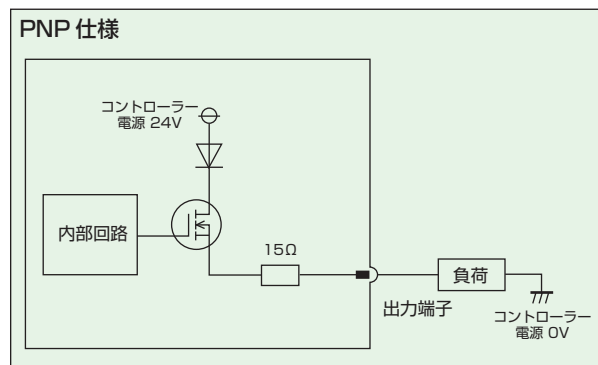 PNP 仕様
コントローラー
電源 24V
内部回路
15Ω
負荷
出力端子
コントローラー
電源 0V